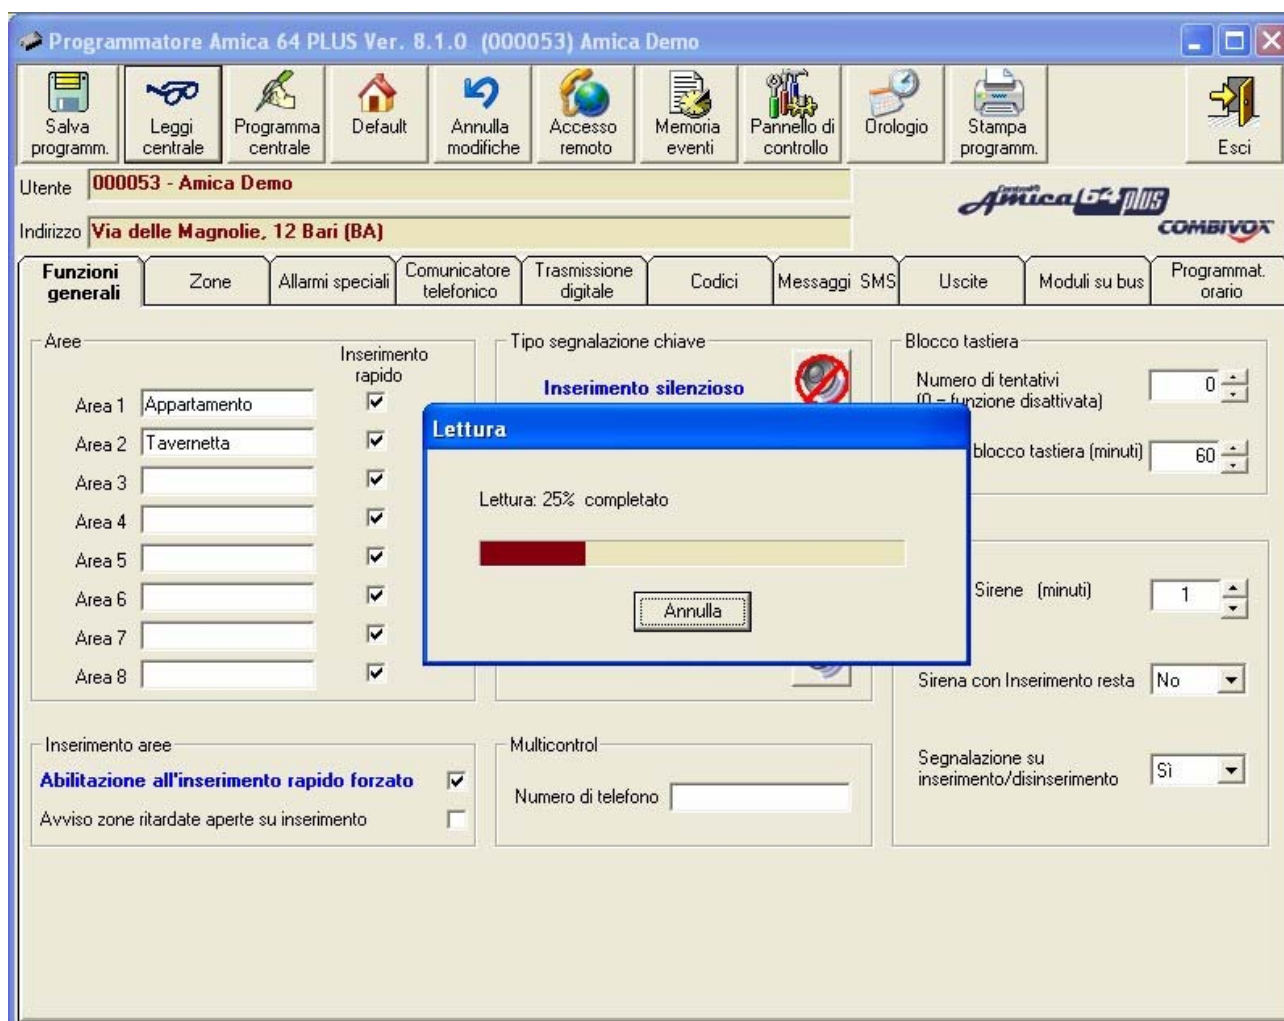 Programmatore Amica 64 PLUS Ver. 8.1.0 (000053) Amica Demo
Salva programm.
Leggi centrale
Programma centrale
Default
Annulla modifiche
Accesso remoto
Memoria eventi
Pannello di controllo
Orologio
Stampa programm.
Esci
Utente 000053 - Amica Demo
Indirizzo Via delle Magnolie, 12 Bari (BA)
Amica 64 PLUS
COMBIVOX
Funzioni generali
Zone
Allarmi speciali
Comunicatore telefonico
Trasmissione digitale
Codici
Messaggi SMS
Uscite
Moduli su bus
Programmat. orario
Aree
Inserimento rapido
Area 1 Appartamento
Area 2 Tavernetta
Area 3
Area 4
Area 5
Area 6
Area 7
Area 8
Tipo segnalazione chiave
Inserimento silenzioso
Blocco tastiera
Numero di tentativi
(0 = funzione disattivata)
0
blocco tastiera (minuti) 60
Lettura
Lettura: 25% completato
Annulla
Sirene (minuti) 1
Sirena con Inserimento resta No
Segnalazione su
inserimento/disinserimento Sì
Inserimento aree
Abilitazione all'inserimento rapido forzato
Avviso zone ritardate aperte su inserimento
Multicontrol
Numero di telefono